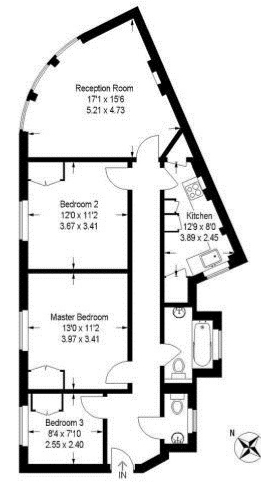 Reception Room
17'1 x 15'6
5.21 x 4.73
Bedroom 2
12'0 x 11'2
3.67 x 3.41
Kitchen
12'9 x 8'0
3.89 x 2.45
Master Bedroom
13'0 x 11'2
3.97 x 3.41
Bedroom 3
8'4 x 7'10
2.55 x 2.40
IN
N